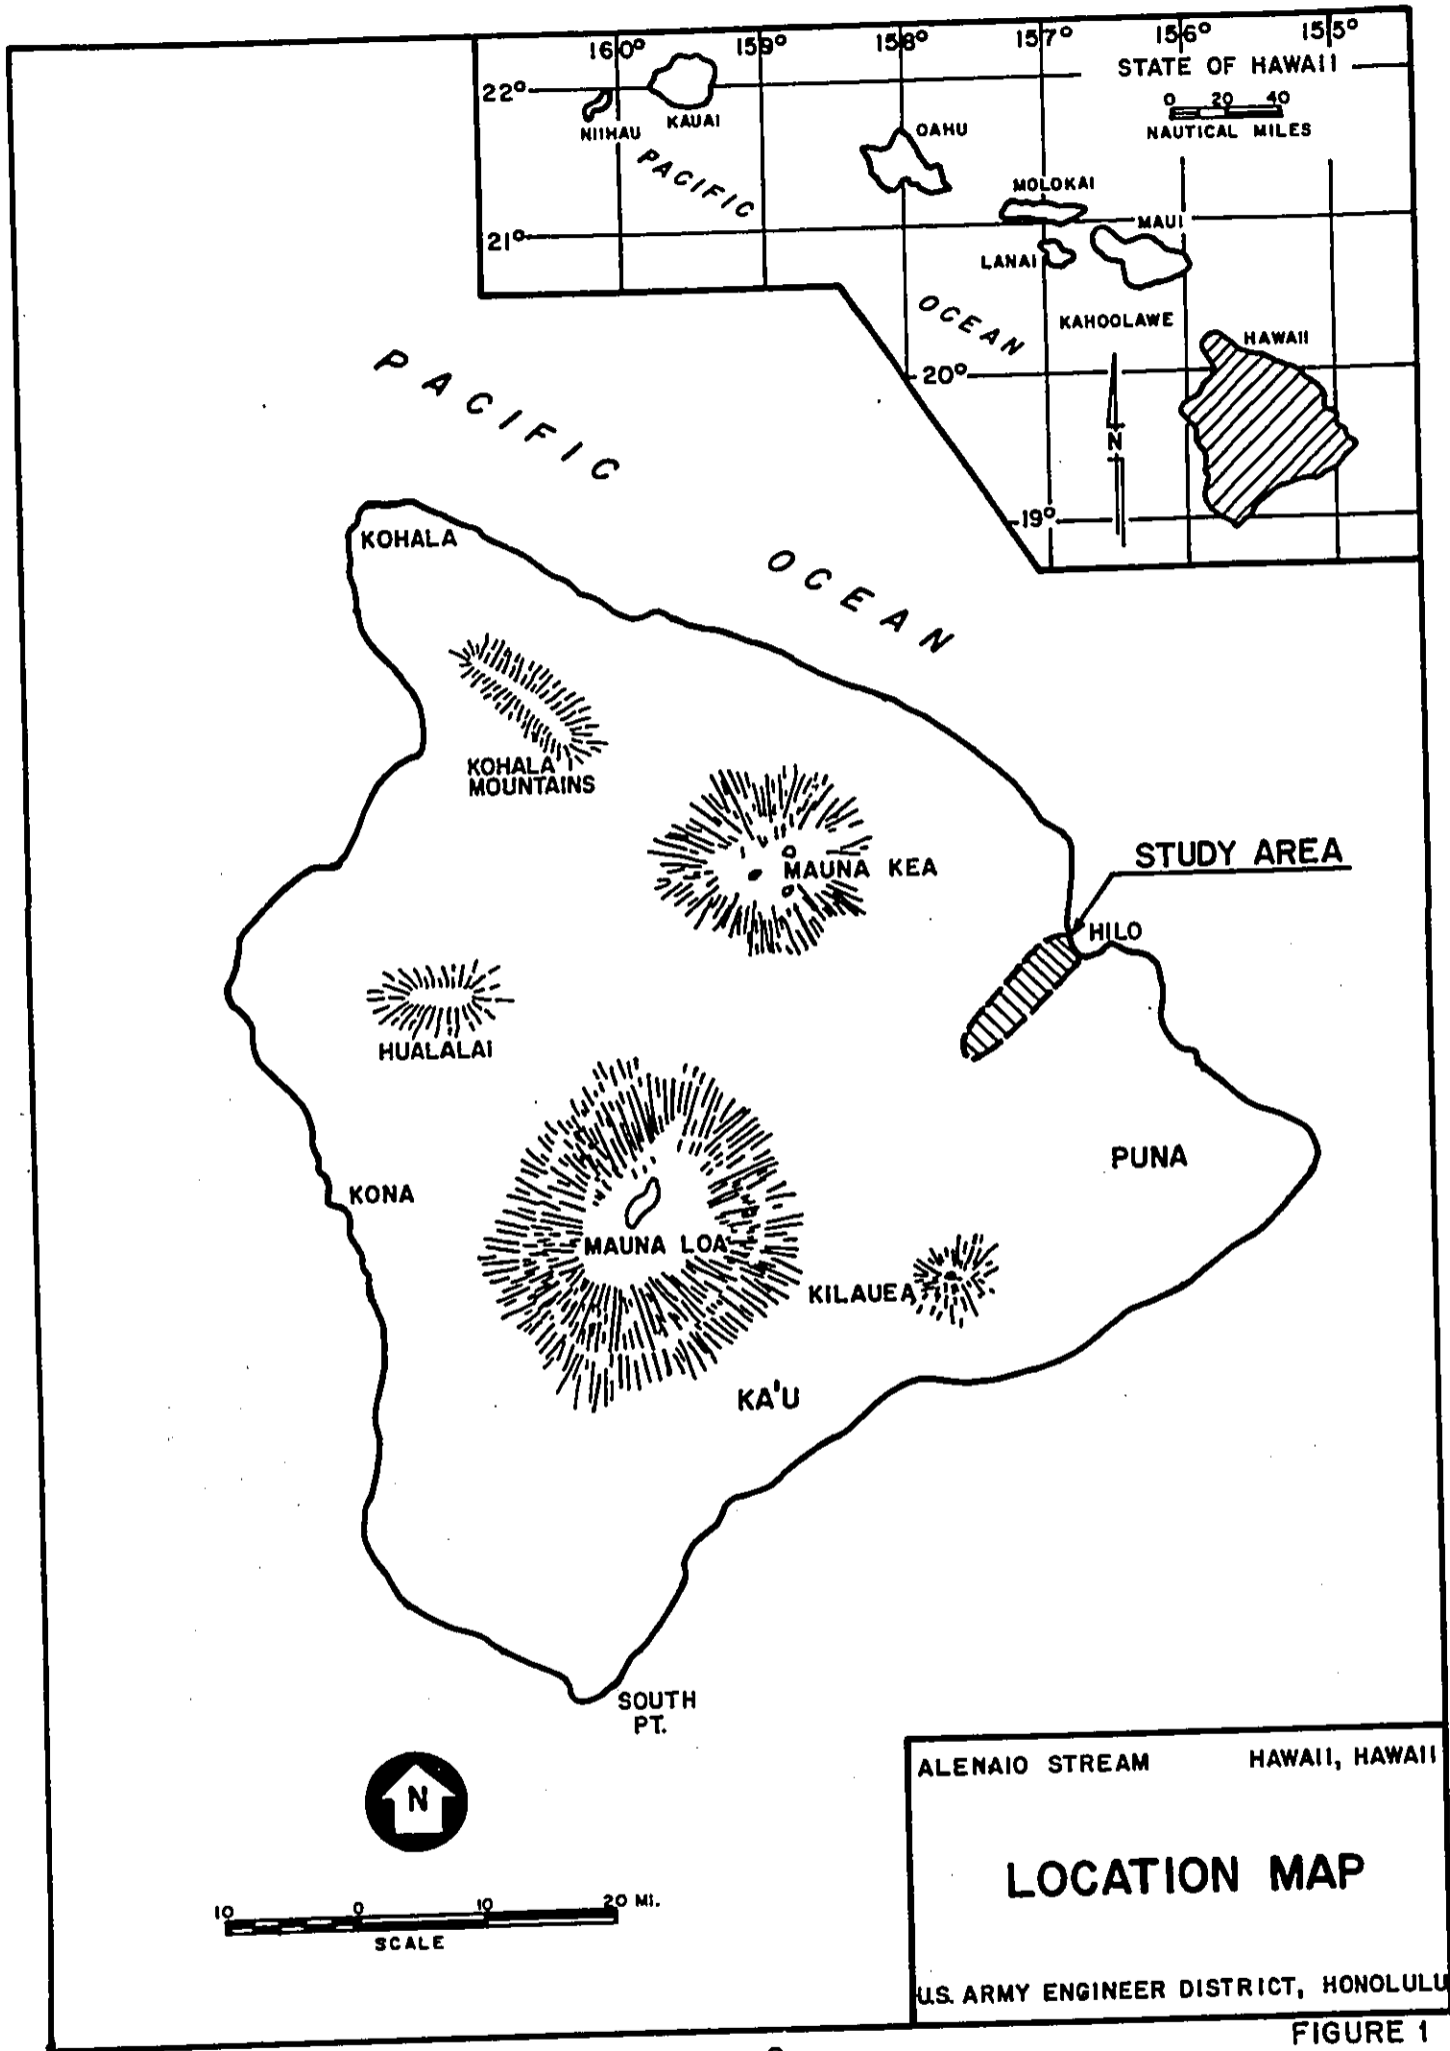 160° 159° 158° 157° 156° 155°
STATE OF HAWAII
0 20 40
NAUTICAL MILES
22°
NIIHAU
KAUAI
OAHU
PACIFIC
MOLOKAI
MAUI
21°
LANAI
OCEAN
KAHOOLAWE
HAWAII
20°
N
19°
PACIFIC
OCEAN
KOHALA
KOHALA
MOUNTAINS
MAUNA KEA
STUDY AREA
HILO
HUALALAI
PUNA
KONA
MAUNA LOA
KILAUEA
KA'U
SOUTH
PT.
N
10 0 10 20 MI.
SCALE
ALENAIO STREAM HAWAII, HAWAII
LOCATION MAP
U.S. ARMY ENGINEER DISTRICT, HONOLULU
FIGURE 1